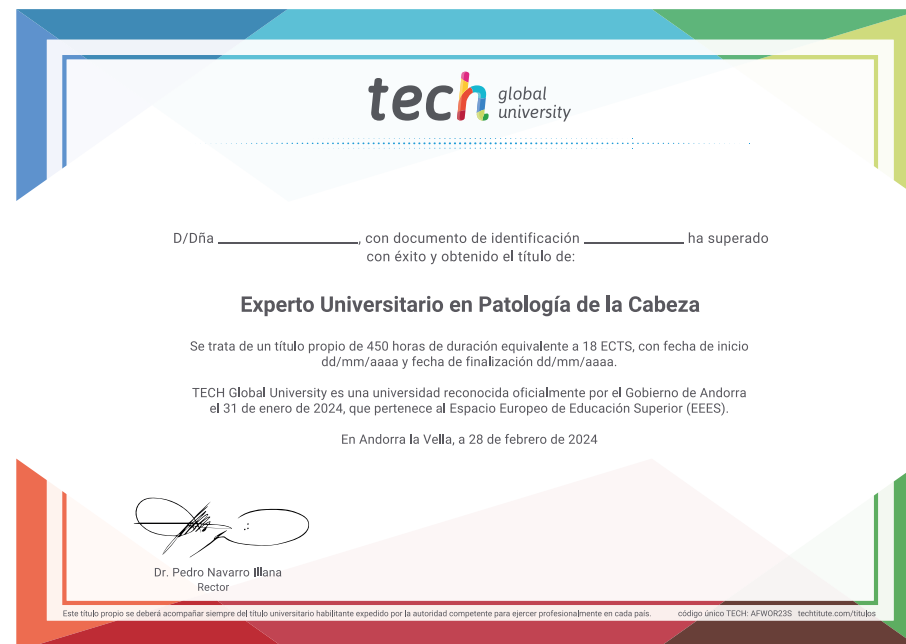 tech global university
D/Dña ____________________, con documento de identificación ______________ ha superado
con éxito y obtenido el título de:
Experto Universitario en Patología de la Cabeza
Se trata de un título propio de 450 horas de duración equivalente a 18 ECTS, con fecha de inicio
dd/mm/aaaa y fecha de finalización dd/mm/aaaa.
TECH Global University es una universidad reconocida oficialmente por el Gobierno de Andorra
el 31 de enero de 2024, que pertenece al Espacio Europeo de Educación Superior (EEES).
En Andorra la Vella, a 28 de febrero de 2024
Dr. Pedro Navarro Illana
Rector
Este título propio se deberá acompañar siempre del título universitario habilitante expedido por la autoridad competente para ejercer profesionalmente en cada país. código único TECH: AFWOR23S techtitute.com/titulos